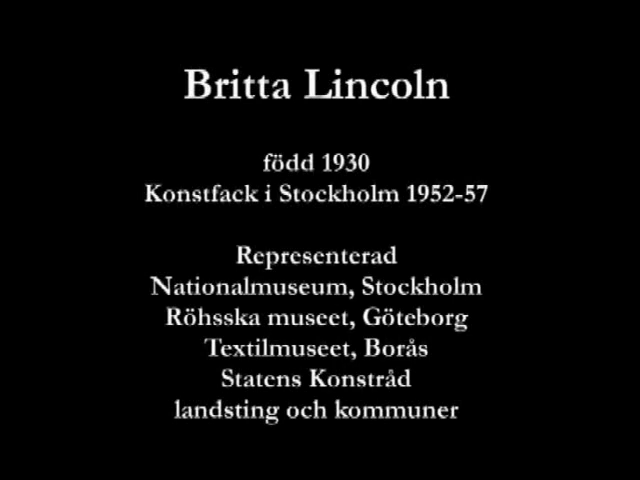 Britta Lincoln
född 1930
Konstfack i Stockholm 1952-57
Representerad
Nationalmuseum, Stockholm
Röhsska museet, Göteborg
Textilmuseet, Borås
Statens Konstråd
landsting och kommuner